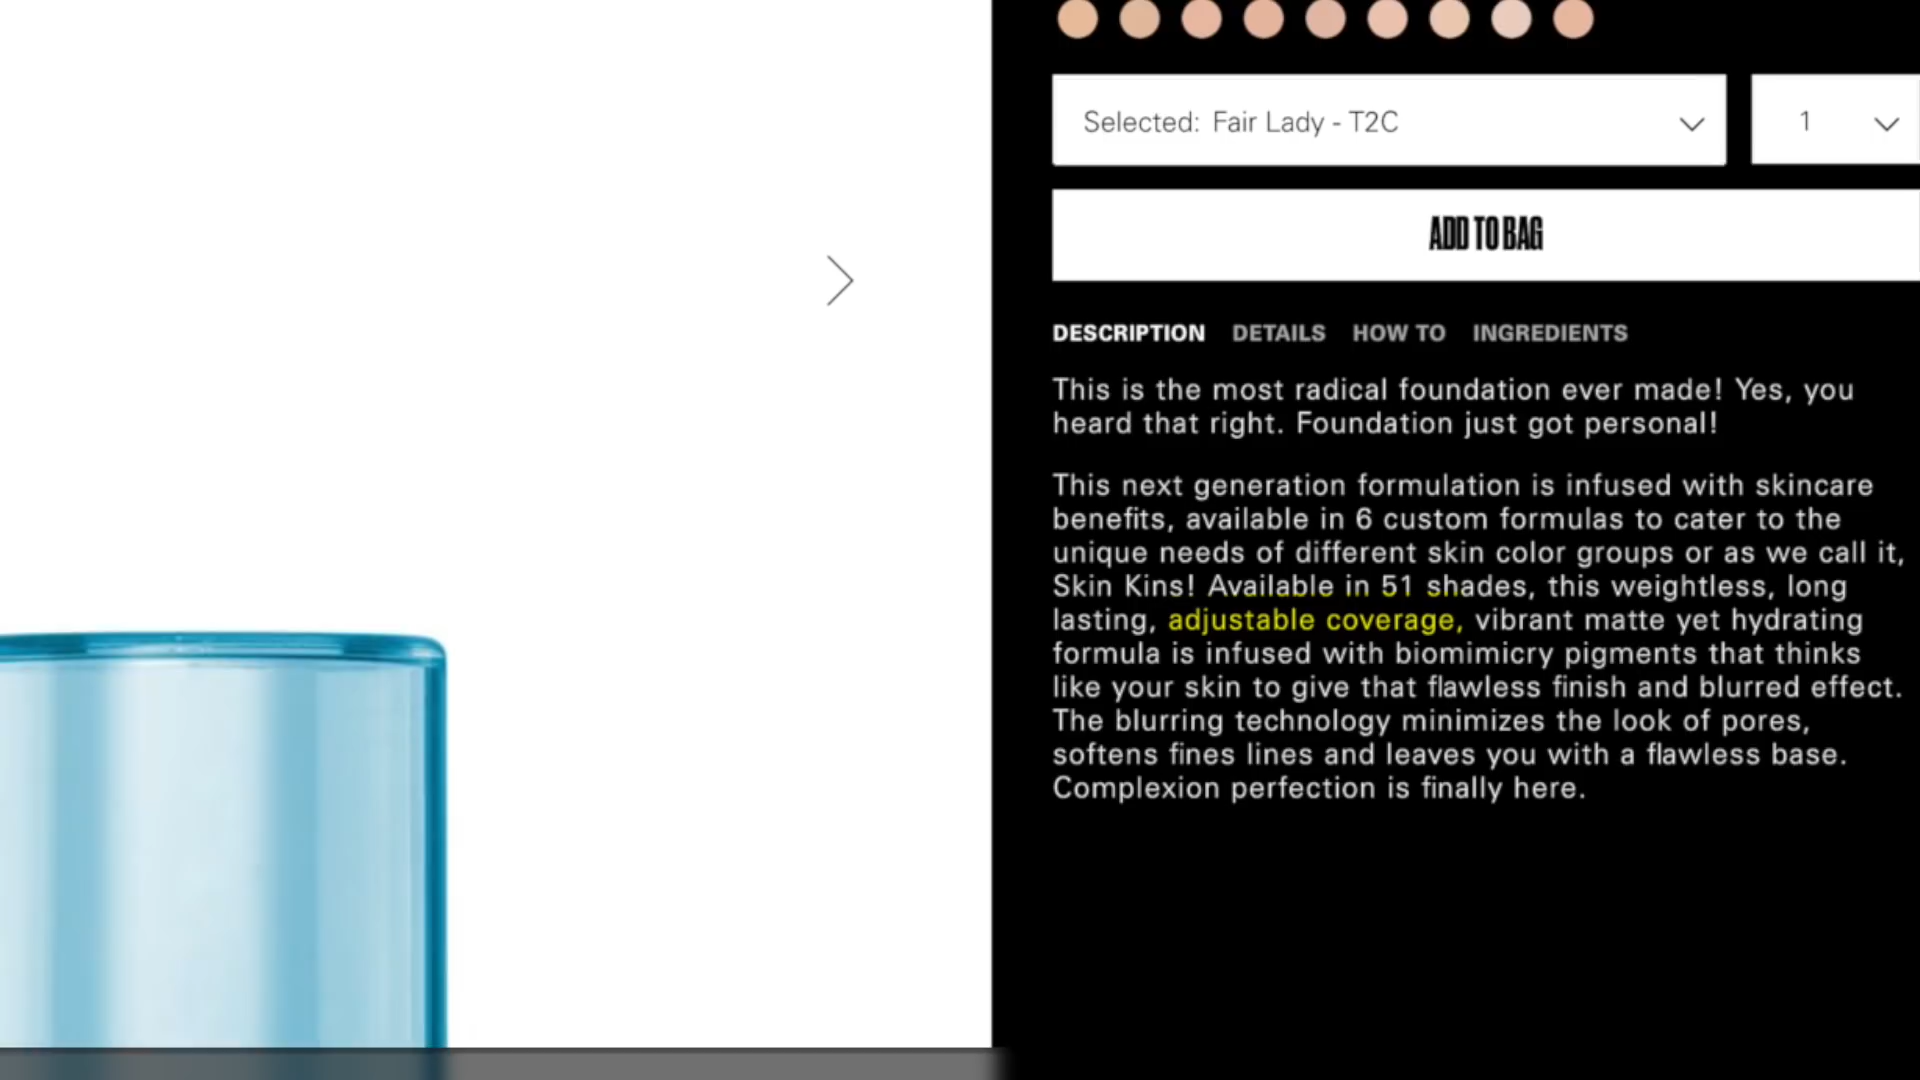 Selected: Fair Lady - T2C
1
ADD TO BAG
DESCRIPTION DETAILS HOW TO INGREDIENTS
This is the most radical foundation ever made! Yes, you
heard that right. Foundation just got personal!
This next generation formulation is infused with skincare
benefits, available in 6 custom formulas to cater to the
unique needs of different skin color groups or as we call it,
Skin Kins! Available in 51 shades, this weightless, long
lasting, adjustable coverage, vibrant matte yet hydrating
formula is infused with biomimicry pigments that thinks
like your skin to give that flawless finish and blurred effect.
The blurring technology minimizes the look of pores,
softens fines lines and leaves you with a flawless base.
Complexion perfection is finally here.